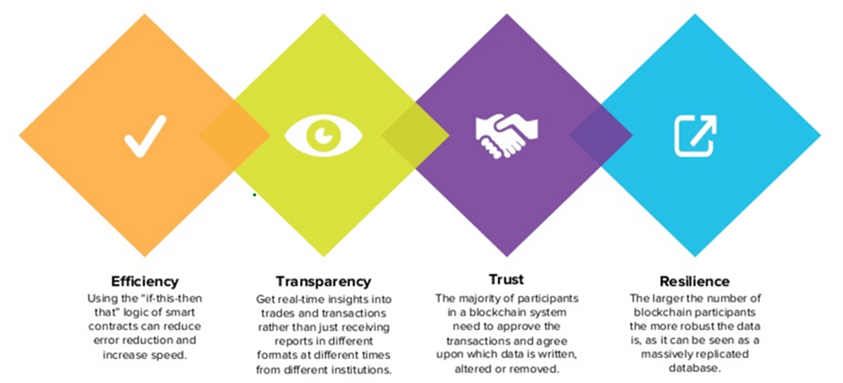 Efficiency
Using the "if-this-then
that" logic of smart
contracts can reduce
error reduction and
increase speed.
Transparency
Get real-time insights into
trades and transactions
rather than just receiving
reports in different
formats at different times
from different institutions.
Trust
The majority of participants
in a blockchain system
need to approve the
transactions and agree
upon which data is written,
altered or removed.
Resilience
The larger the number of
blockchain participants
the more robust the data
is, as it can be seen as a
massively replicated
database.